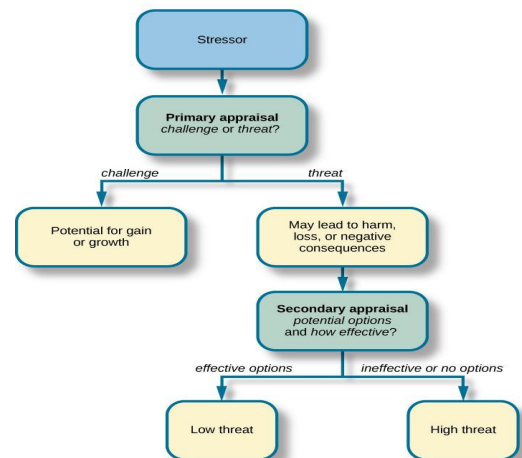 Stressor
Primary appraisal
challenge or threat?
challenge
threat
Potential for gain
or growth
May lead to harm,
loss, or negative
consequences
Secondary appraisal
potential options
and how effective?
effective options
ineffective or no options
Low threat
High threat